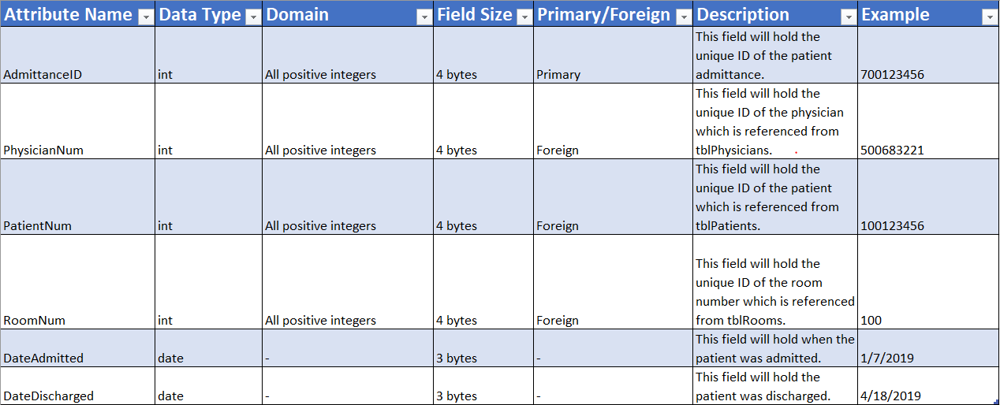 Attribute Name Data Type Domain Field Size Primary/Foreign Description Example
This field will hold the
unique ID of the patient
AdmittanceID int All positive integers 4 bytes Primary admittance. 700123456
This field will hold the
unique ID of the physician
which is referenced from
PhysicianNum int All positive integers 4 bytes Foreign tblPhysicians. 500683221
This field will hold the
unique ID of the patient
which is referenced from
PatientNum int All positive integers 4 bytes Foreign tblPatients. 100123456
This field will hold the
unique ID of the room
number which is referenced
RoomNum int All positive integers 4 bytes Foreign from tblRooms. 100
This field will hold when the
DateAdmitted date - 3 bytes - patient was admitted. 1/7/2019
This field will hold the
DateDischarged date - 3 bytes - patient was discharged. 4/18/2019